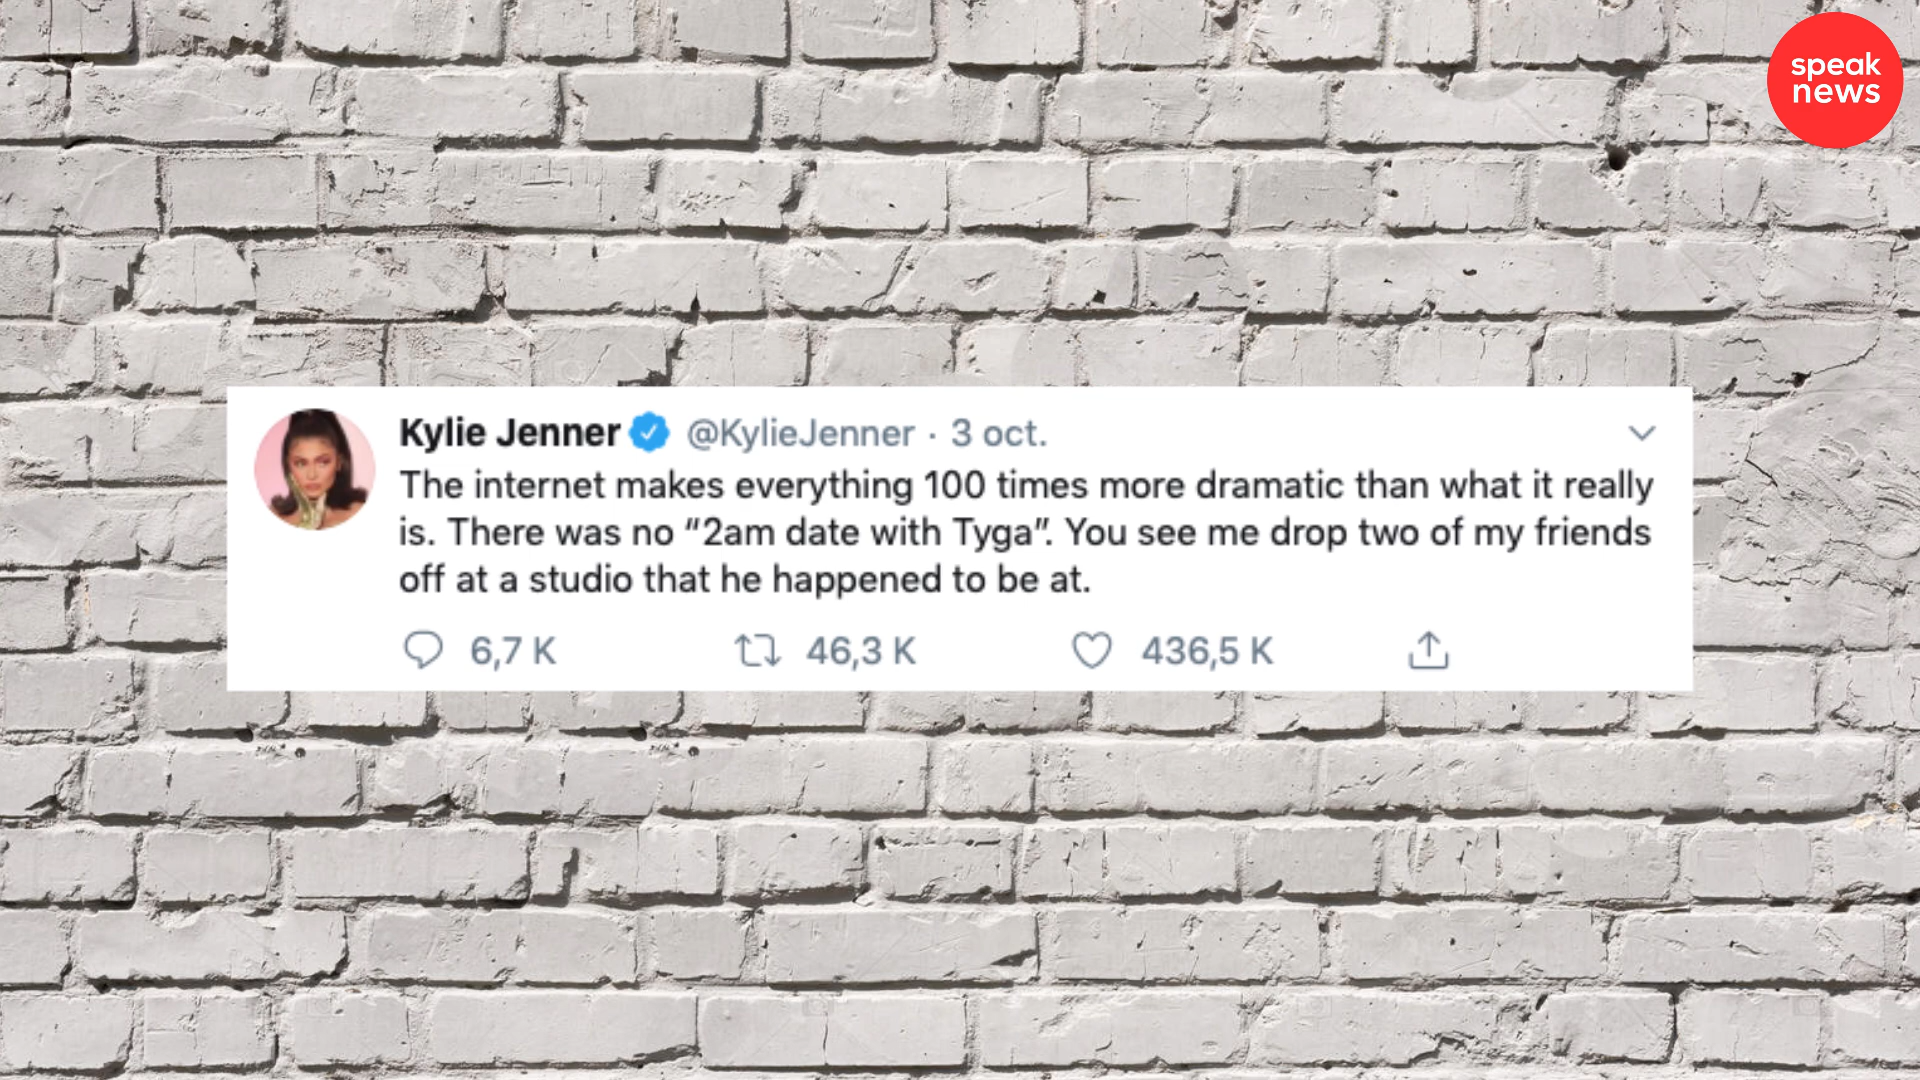 speak
news
Kylie Jenner @KylieJenner · 3 oct.
The internet makes everything 100 times more dramatic than what it really
is. There was no “2am date with Tyga”. You see me drop two of my friends
off at a studio that he happened to be at.
6,7 K 46,3 K 436,5 K